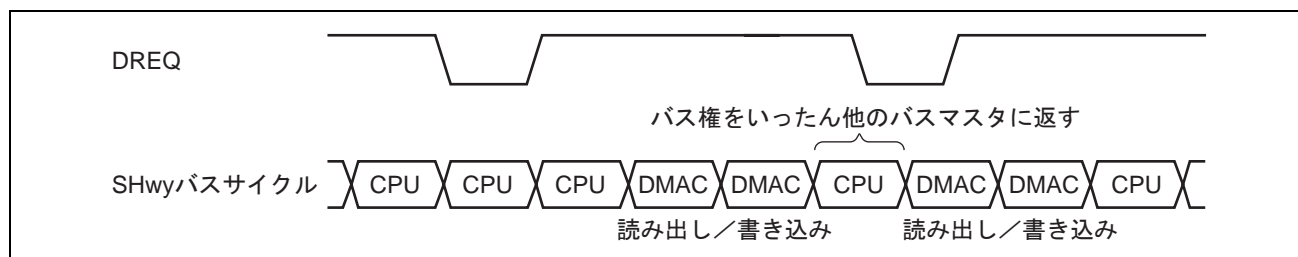 DREQ
バス権をいったん他のバスマスタに返す
SHwyバスサイクル CPU CPU CPU DMAC DMAC CPU DMAC DMAC CPU
読み出し／書き込み 読み出し／書き込み